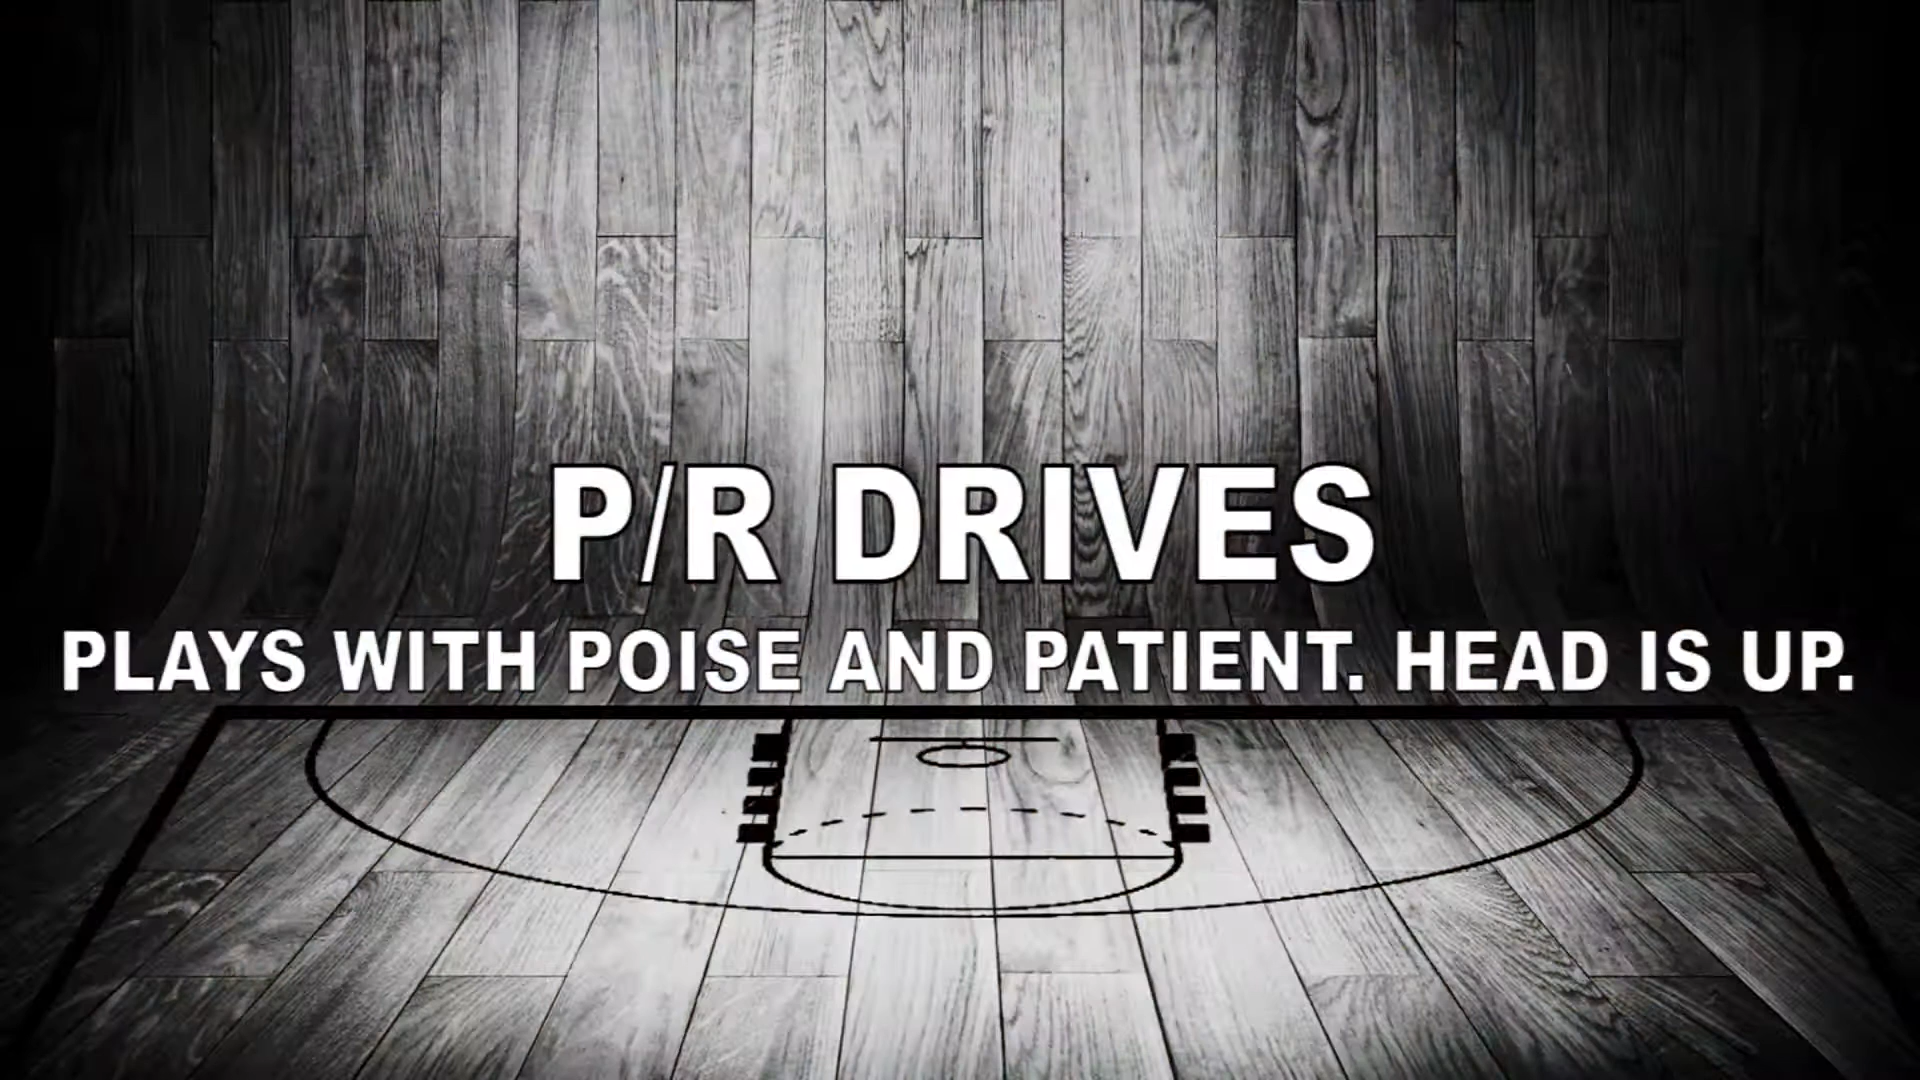 P/R DRIVES
PLAYS WITH POISE AND PATIENT. HEAD IS UP.